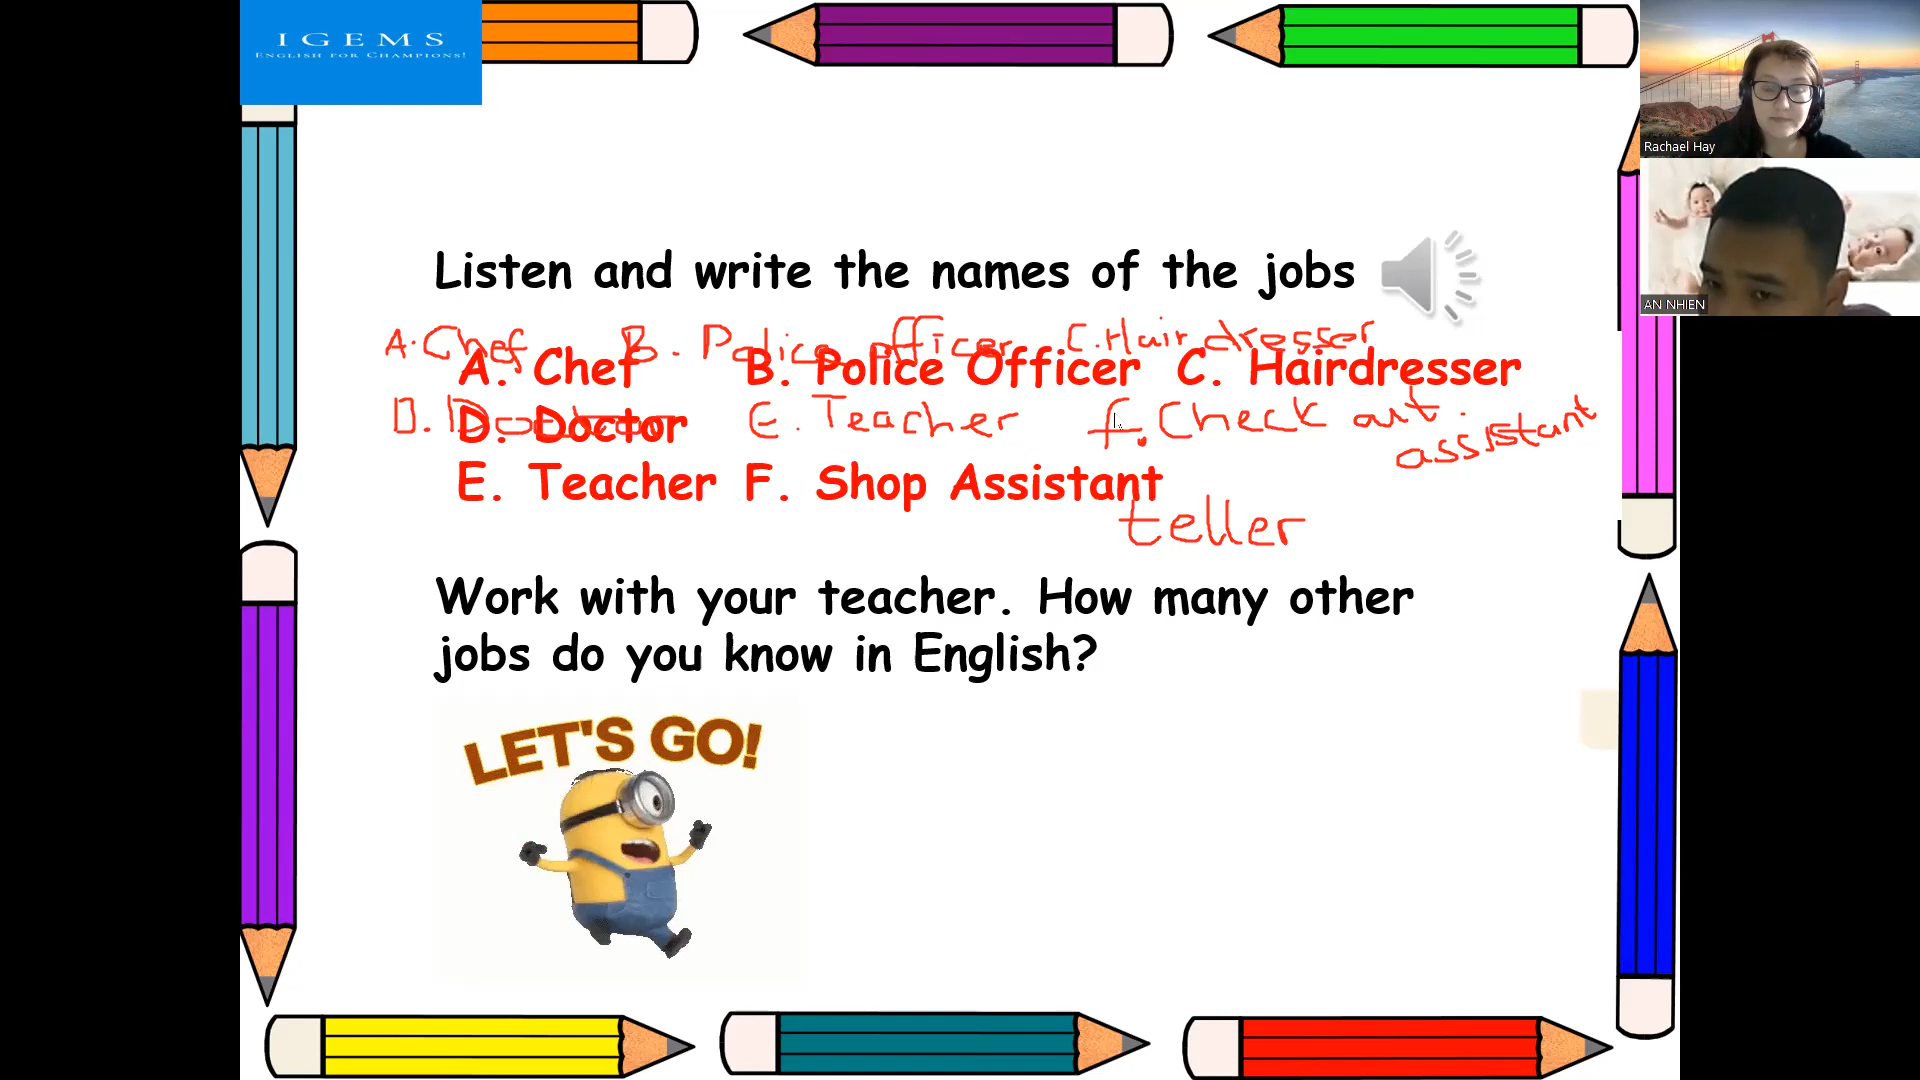 IGEMS
ENGLISH FOR CHAMPIONS!
Rachael Hay
AN NHIEN
Listen and write the names of the jobs
A. Chef B. Police officer C. Hairdresser
A. Chef B. Police Officer C. Hairdresser
D. Doctor E. Teacher f. Check out
assistant
D. Doctor
E. Teacher F. Shop Assistant
teller
Work with your teacher. How many other
jobs do you know in English?
LET'S GO!